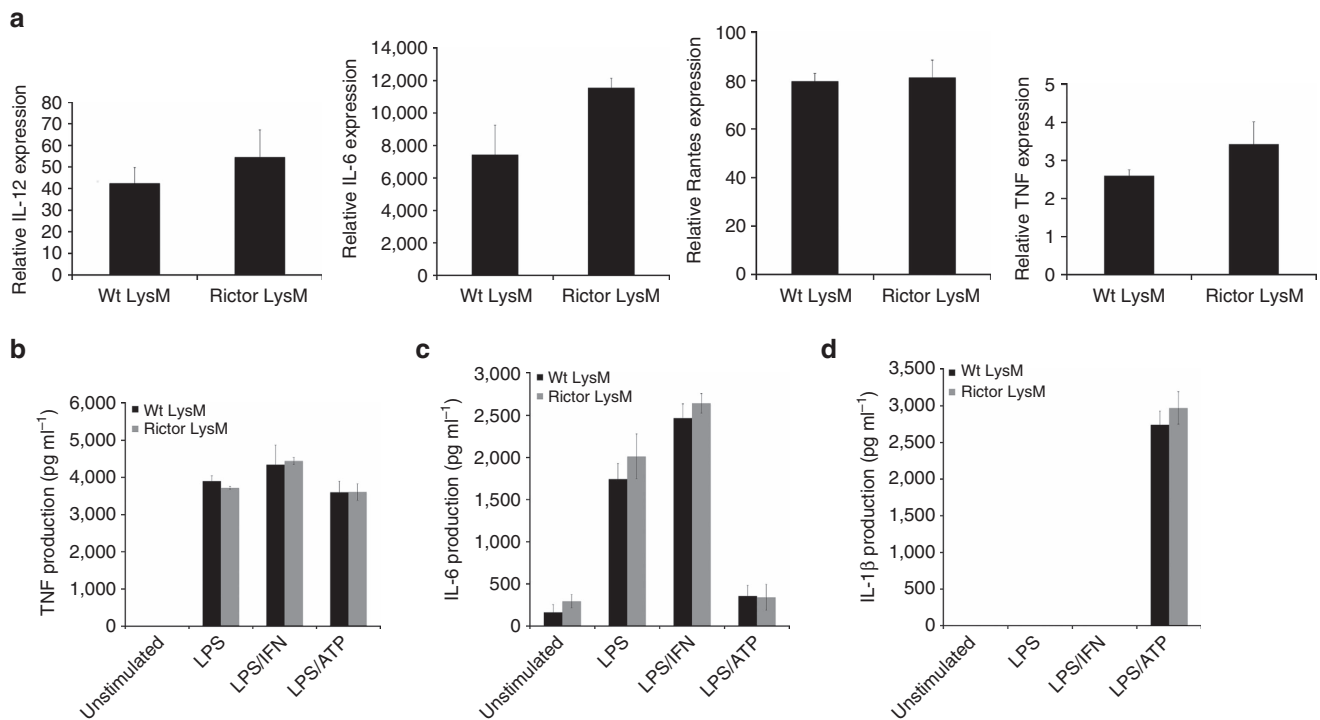 a
Relative IL-12 expression
80
70
60
50
40
30
20
10
0
Wt LysM Rictor LysM
Relative IL-6 expression
14,000
12,000
10,000
8,000
6,000
4,000
2,000
0
Wt LysM Rictor LysM
Relative Rantes expression
100
80
60
40
20
0
Wt LysM Rictor LysM
Relative TNF expression
5
4
3
2
1
0
Wt LysM Rictor LysM
b
TNF production (pg ml⁻¹)
6,000
5,000
4,000
3,000
2,000
1,000
0
Wt LysM
Rictor LysM
Unstimulated
LPS
LPS/IFN
LPS/ATP
c
IL-6 production (pg ml⁻¹)
3,000
2,500
2,000
1,500
1,000
500
0
Wt LysM
Rictor LysM
Unstimulated
LPS
LPS/IFN
LPS/ATP
d
IL-1β production (pg ml⁻¹)
3,500
3,000
2,500
2,000
1,500
1,000
500
0
Wt LysM
Rictor LysM
Unstimulated
LPS
LPS/IFN
LPS/ATP